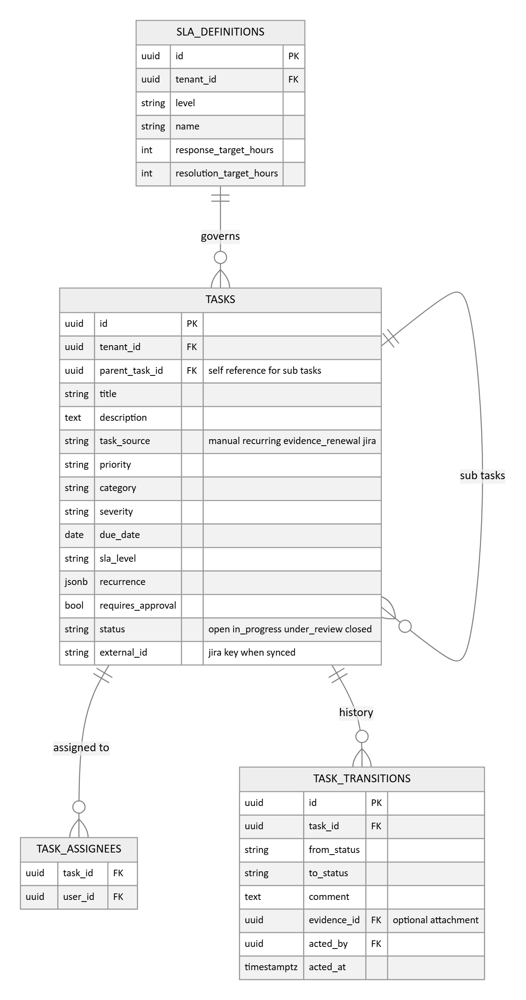 SLA_DEFINITIONS
uuid id PK
uuid tenant_id FK
string level
string name
int response_target_hours
int resolution_target_hours
governs
TASKS
uuid id PK
uuid tenant_id FK
uuid parent_task_id FK self reference for sub tasks
string title
text description
string task_source manual recurring evidence_renewal jira
string priority
sub tasks
string category
string severity
date due_date
string sla_level
jsonb recurrence
bool requires_approval
string status open in_progress under_review closed
string external_id jira key when synced
history
assigned to
TASK_TRANSITIONS
uuid id PK
uuid task_id FK
string from_status
string to_status
text comment
uuid evidence_id FK optional attachment
uuid acted_by FK
timestamptz acted_at
TASK_ASSIGNEES
uuid task_id FK
uuid user_id FK